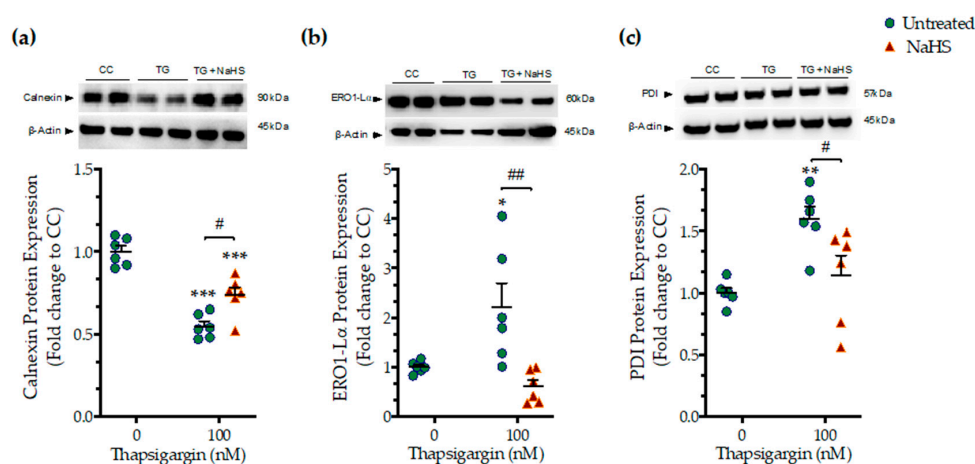 Untreated
NaHS
(a)
CC TG TG+NaHS
Calnexin 90kDa
β-Actin 45kDa
***
#
***
Calnexin Protein Expression
(Fold change to CC)
1.5
1.0
0.5
0.0
0 100
Thapsigargin (nM)
(b)
CC TG TG+NaHS
ERO1-Lα 60kDa
β-Actin 45kDa
*
##
ERO1-Lα Protein Expression
(Fold change to CC)
5
4
3
2
1
0
0 100
Thapsigargin (nM)
(c)
CC TG TG+NaHS
PDI 57kDa
β-Actin 45kDa
**
#
PDI Protein Expression
(Fold change to CC)
2.0
1.5
1.0
0.5
0.0
0 100
Thapsigargin (nM)